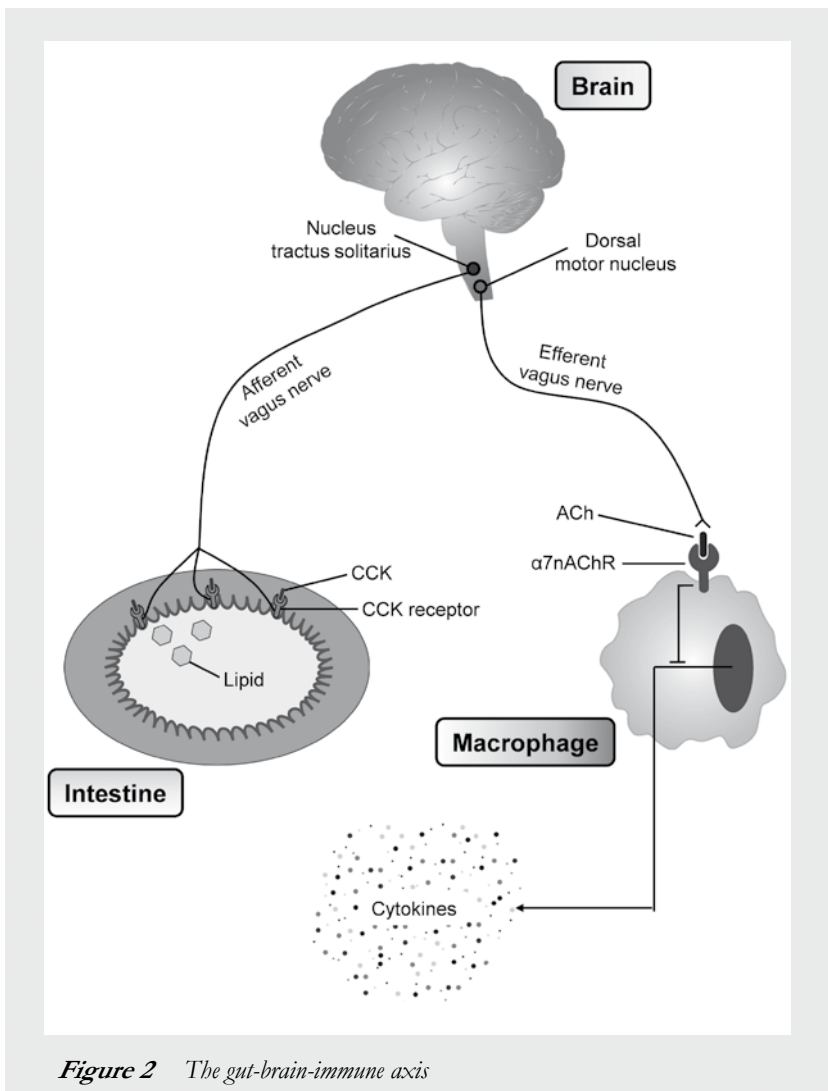 Brain
Nucleus
tractus solitarius
Dorsal
motor nucleus
Afferent
vagus nerve
Efferent
vagus nerve
ACh
α7nAChR
CCK
CCK receptor
Lipid
Macrophage
Intestine
Cytokines
Figure 2 The gut-brain-immune axis